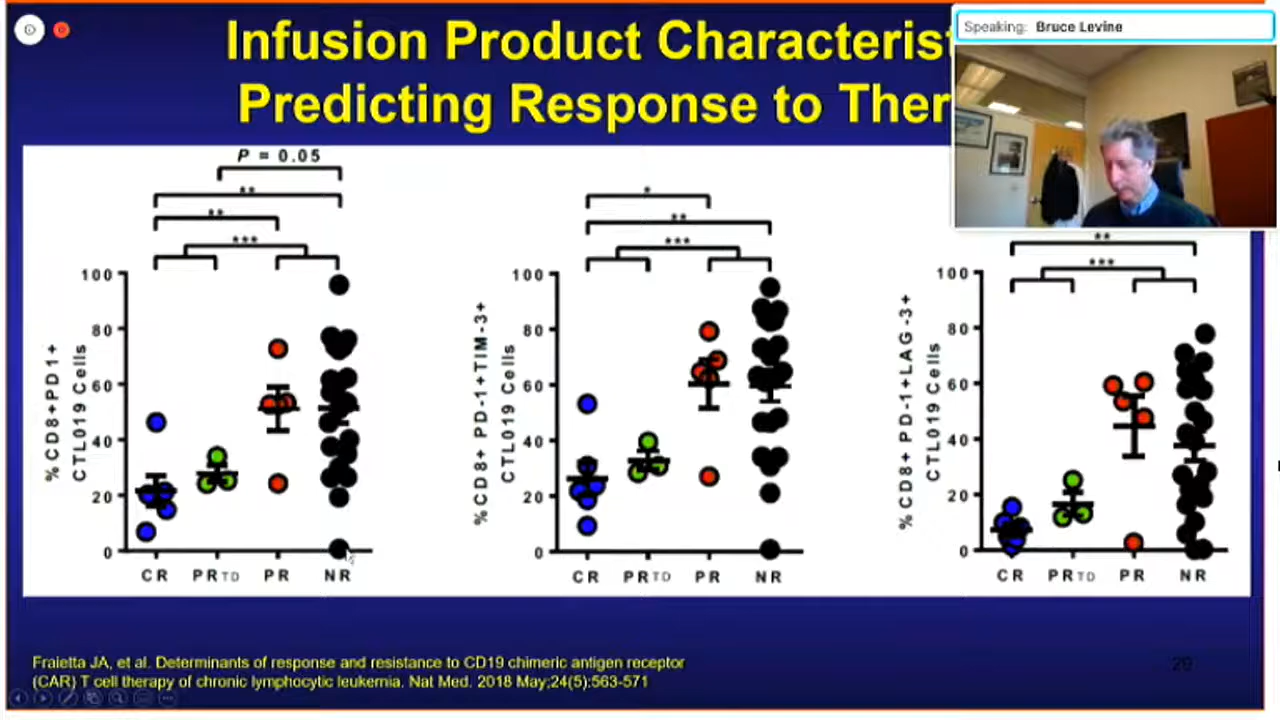 Infusion Product Characterist
Predicting Response to Ther
Speaking: Bruce Levine
P = 0.05
**
**
***
%CD8+PD1+
CTL019 Cells
100
80
60
40
20
0
CR PRTD PR NR
*
**
***
%CD8+ PD-1+TIM-3+
CTL019 Cells
100
80
60
40
20
0
CR PRTD PR NR
**
***
%CD8+ PD-1+LAG-3+
CTL019 Cells
100
80
60
40
20
0
CR PRTD PR NR
Fraietta JA, et al. Determinants of response and resistance to CD19 chimeric antigen receptor
(CAR) T cell therapy of chronic lymphocytic leukemia. Nat Med. 2018 May;24(5):563-571
29